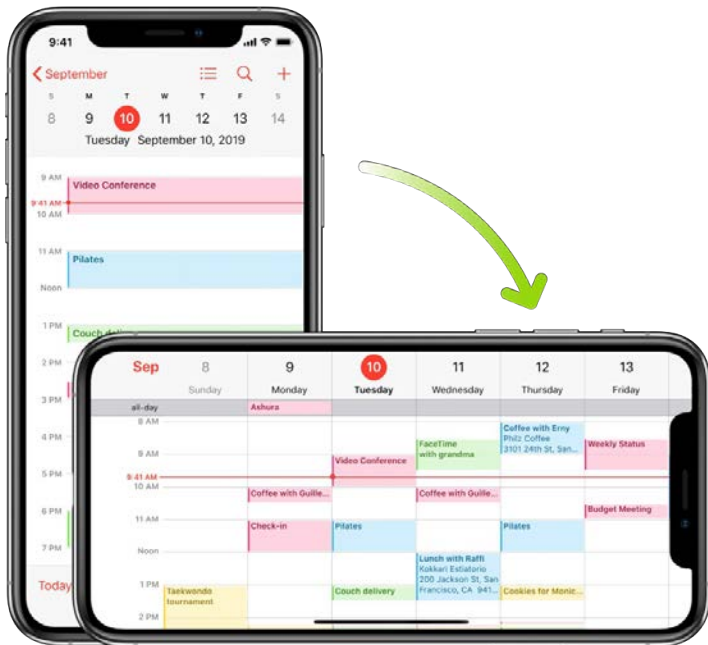 9:41
September
S M T W T F S
8 9 10 11 12 13 14
Tuesday September 10, 2019
9 AM
Video Conference
9:41 AM
10 AM
11 AM
Pilates
Noon
1 PM
Couch
2 PM
3 PM
4 PM
5 PM
6 PM
7 PM
Today
Sep 8 9 10 11 12 13
Sunday Monday Tuesday Wednesday Thursday Friday
all-day Ashura
8 AM
Coffee with Erny
Philz Coffee
3101 24th St, San...
FaceTime
with grandma
Weekly Status
9 AM
Video Conference
9:41 AM
10 AM
Coffee with Guille...
Coffee with Guille...
Budget Meeting
11 AM
Check-in
Pilates
Pilates
Noon
Lunch with Raffi
Kokkari Estiatorio
200 Jackson St, San
Francisco, CA 941...
1 PM
Taekwondo
tournament
Couch delivery
Cookies for Monic...
2 PM